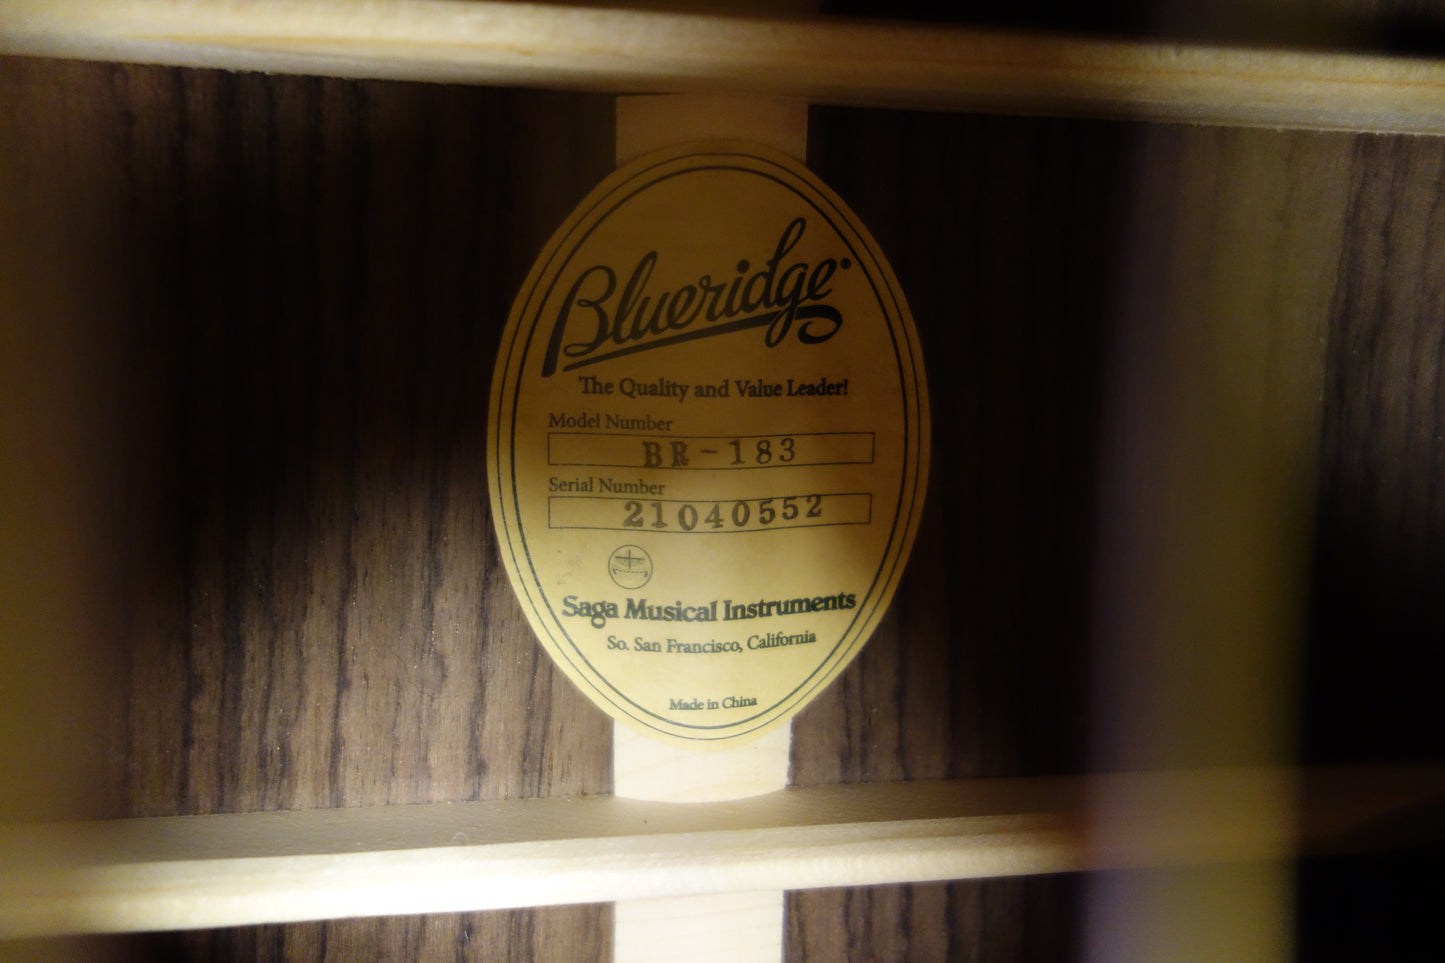 Blueridge®
The Quality and Value Leader!
Model Number
BR-183
Serial Number
21040552
Saga Musical Instruments
So. San Francisco, California
Made in China